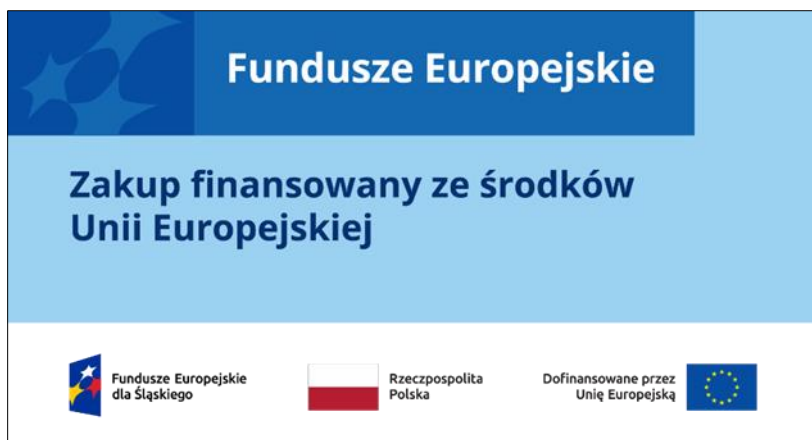 Fundusze Europejskie
Zakup finansowany ze środków
Unii Europejskiej
Fundusze Europejskie
dla Śląskiego
Rzeczpospolita
Polska
Dofinansowane przez
Unię Europejską